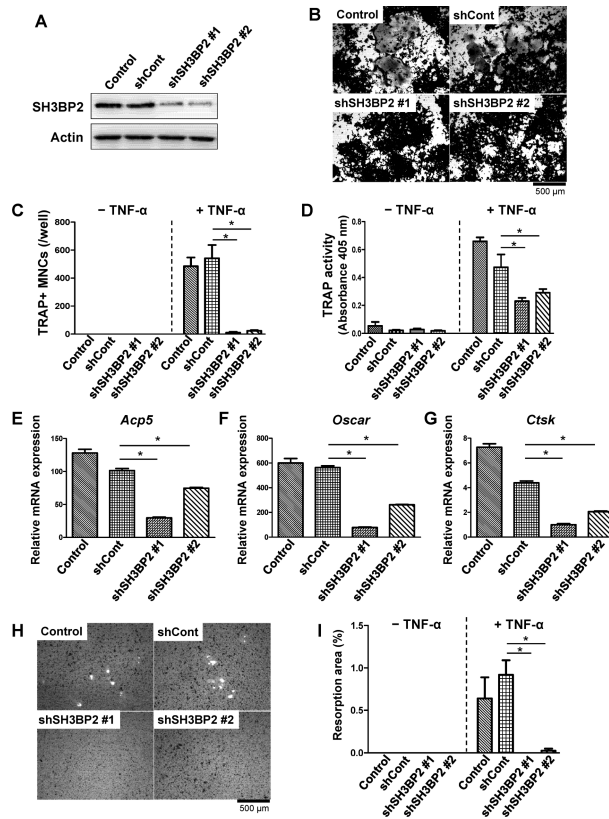 A
Control
shCont
shSH3BP2 #1
shSH3BP2 #2
SH3BP2
Actin
B
Control
shCont
shSH3BP2 #1
shSH3BP2 #2
500 μm
C
− TNF-α
+ TNF-α
TRAP+ MNCs (/well)
800
600
400
200
0
*
*
Control
shCont
shSH3BP2 #1
shSH3BP2 #2
Control
shCont
shSH3BP2 #1
shSH3BP2 #2
D
− TNF-α
+ TNF-α
TRAP activity
(Absorbance 405 nm)
0.8
0.6
0.4
0.2
0.0
*
*
Control
shCont
shSH3BP2 #1
shSH3BP2 #2
Control
shCont
shSH3BP2 #1
shSH3BP2 #2
E
Acp5
Relative mRNA expression
150
100
50
0
*
*
Control
shCont
shSH3BP2 #1
shSH3BP2 #2
F
Oscar
Relative mRNA expression
800
600
400
200
0
*
*
Control
shCont
shSH3BP2 #1
shSH3BP2 #2
G
Ctsk
Relative mRNA expression
8
6
4
2
0
*
*
Control
shCont
shSH3BP2 #1
shSH3BP2 #2
H
Control
shCont
shSH3BP2 #1
shSH3BP2 #2
500 μm
I
− TNF-α
+ TNF-α
Resorption area (%)
1.5
1.0
0.5
0.0
*
*
Control
shCont
shSH3BP2 #1
shSH3BP2 #2
Control
shCont
shSH3BP2 #1
shSH3BP2 #2